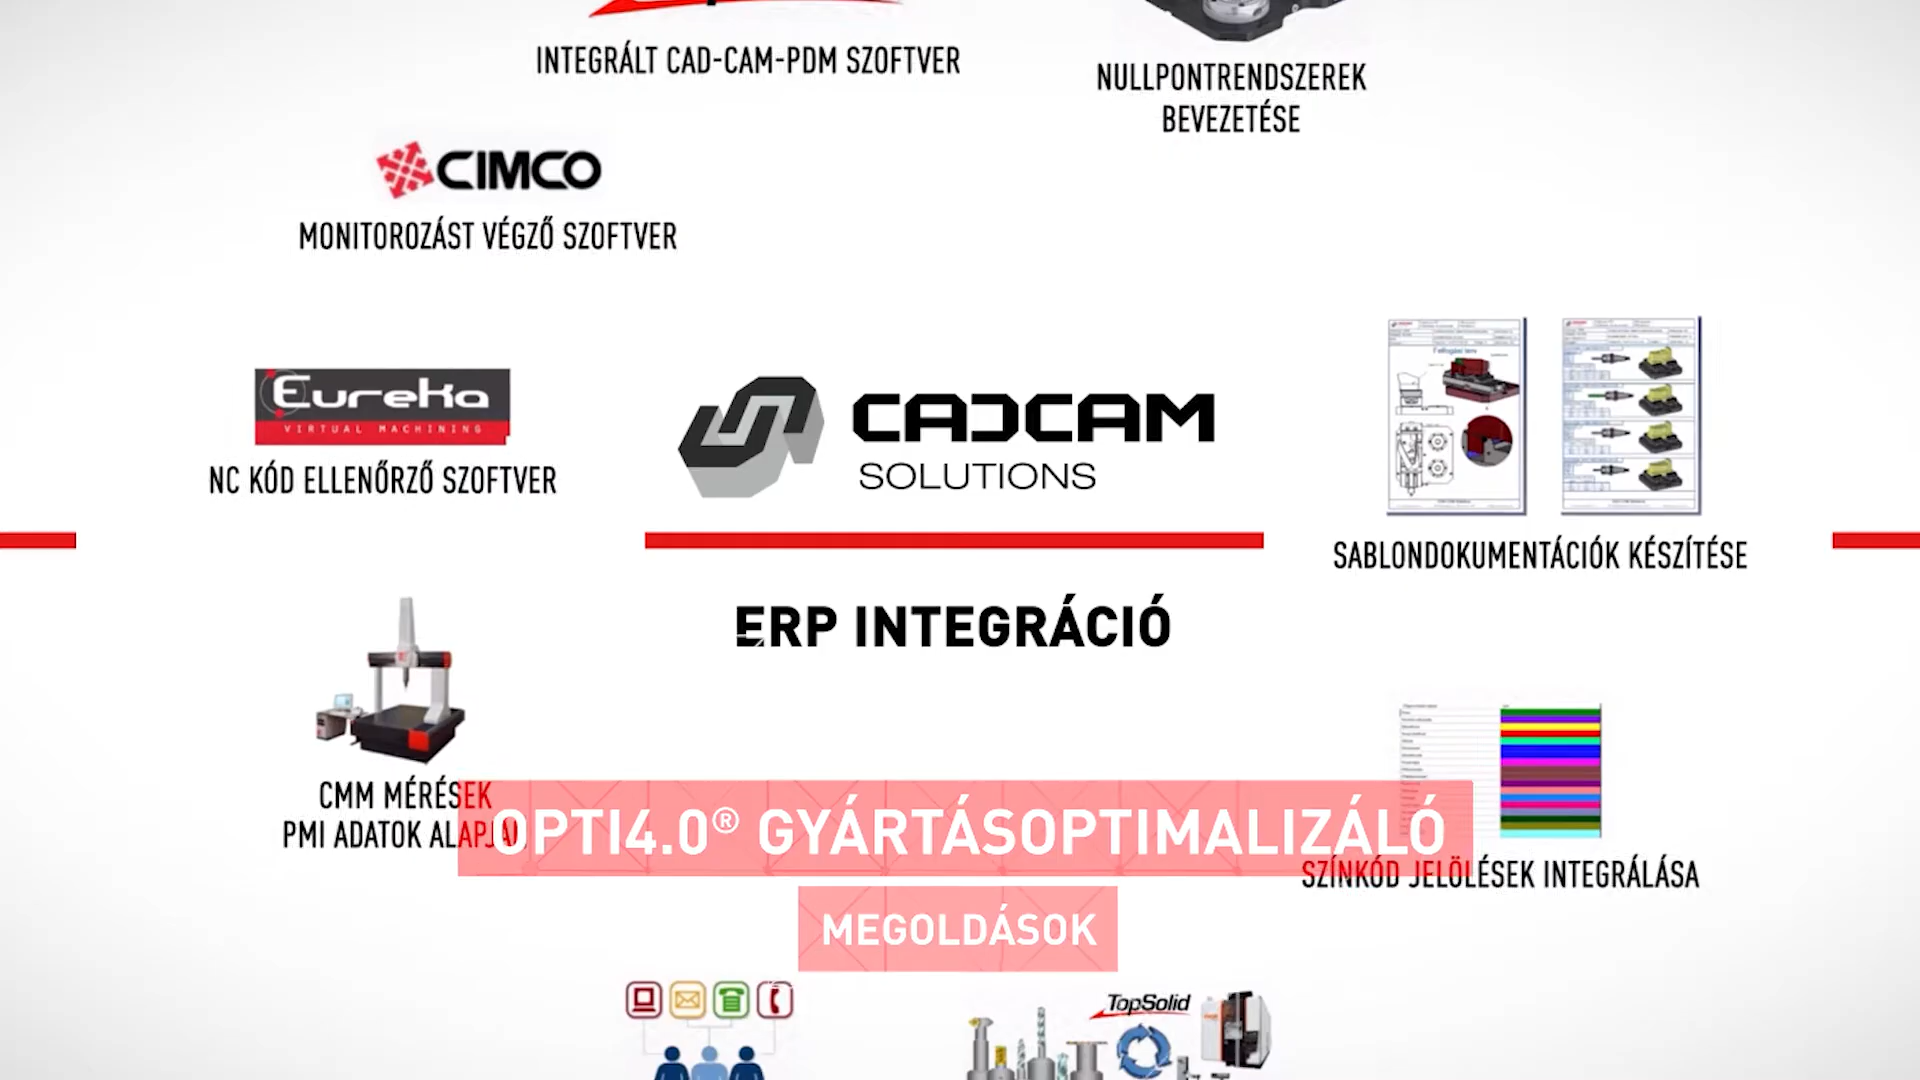 INTEGRÁLT CAD-CAM-PDM SZOFTVER
NULLPONTRENDSZEREK
BEVEZETÉSE
CIMCO
MONITOROZÁST VÉGZŐ SZOFTVER
EureKa
VIRTUAL MACHINING
NC KÓD ELLENŐRZŐ SZOFTVER
CADCAM
SOLUTIONS
SABLONDOKUMENTÁCIÓK KÉSZÍTÉSE
ERP INTEGRÁCIÓ
CMM MÉRÉSEK
PMI ADATOK ALAPJÁN
OPTI4.0® GYÁRTÁSOPTIMALIZÁLÓ
MEGOLDÁSOK
SZÍNKÓD JELÖLÉSEK INTEGRÁLÁSA
TopSolid